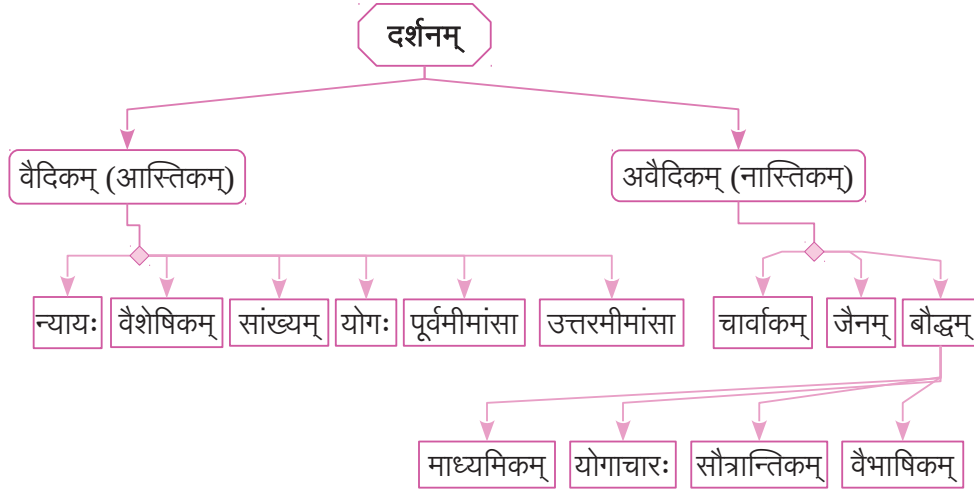 दर्शनम्
वैदिकम् (आस्तिकम्)
अवैदिकम् (नास्तिकम्)
न्यायः
वैशेषिकम्
सांख्यम्
योगः
पूर्वमीमांसा
उत्तरमीमांसा
चार्वाकम्
जैनम्
बौद्धम्
माध्यमिकम्
योगाचारः
सौत्रान्तिकम्
वैभाषिकम्